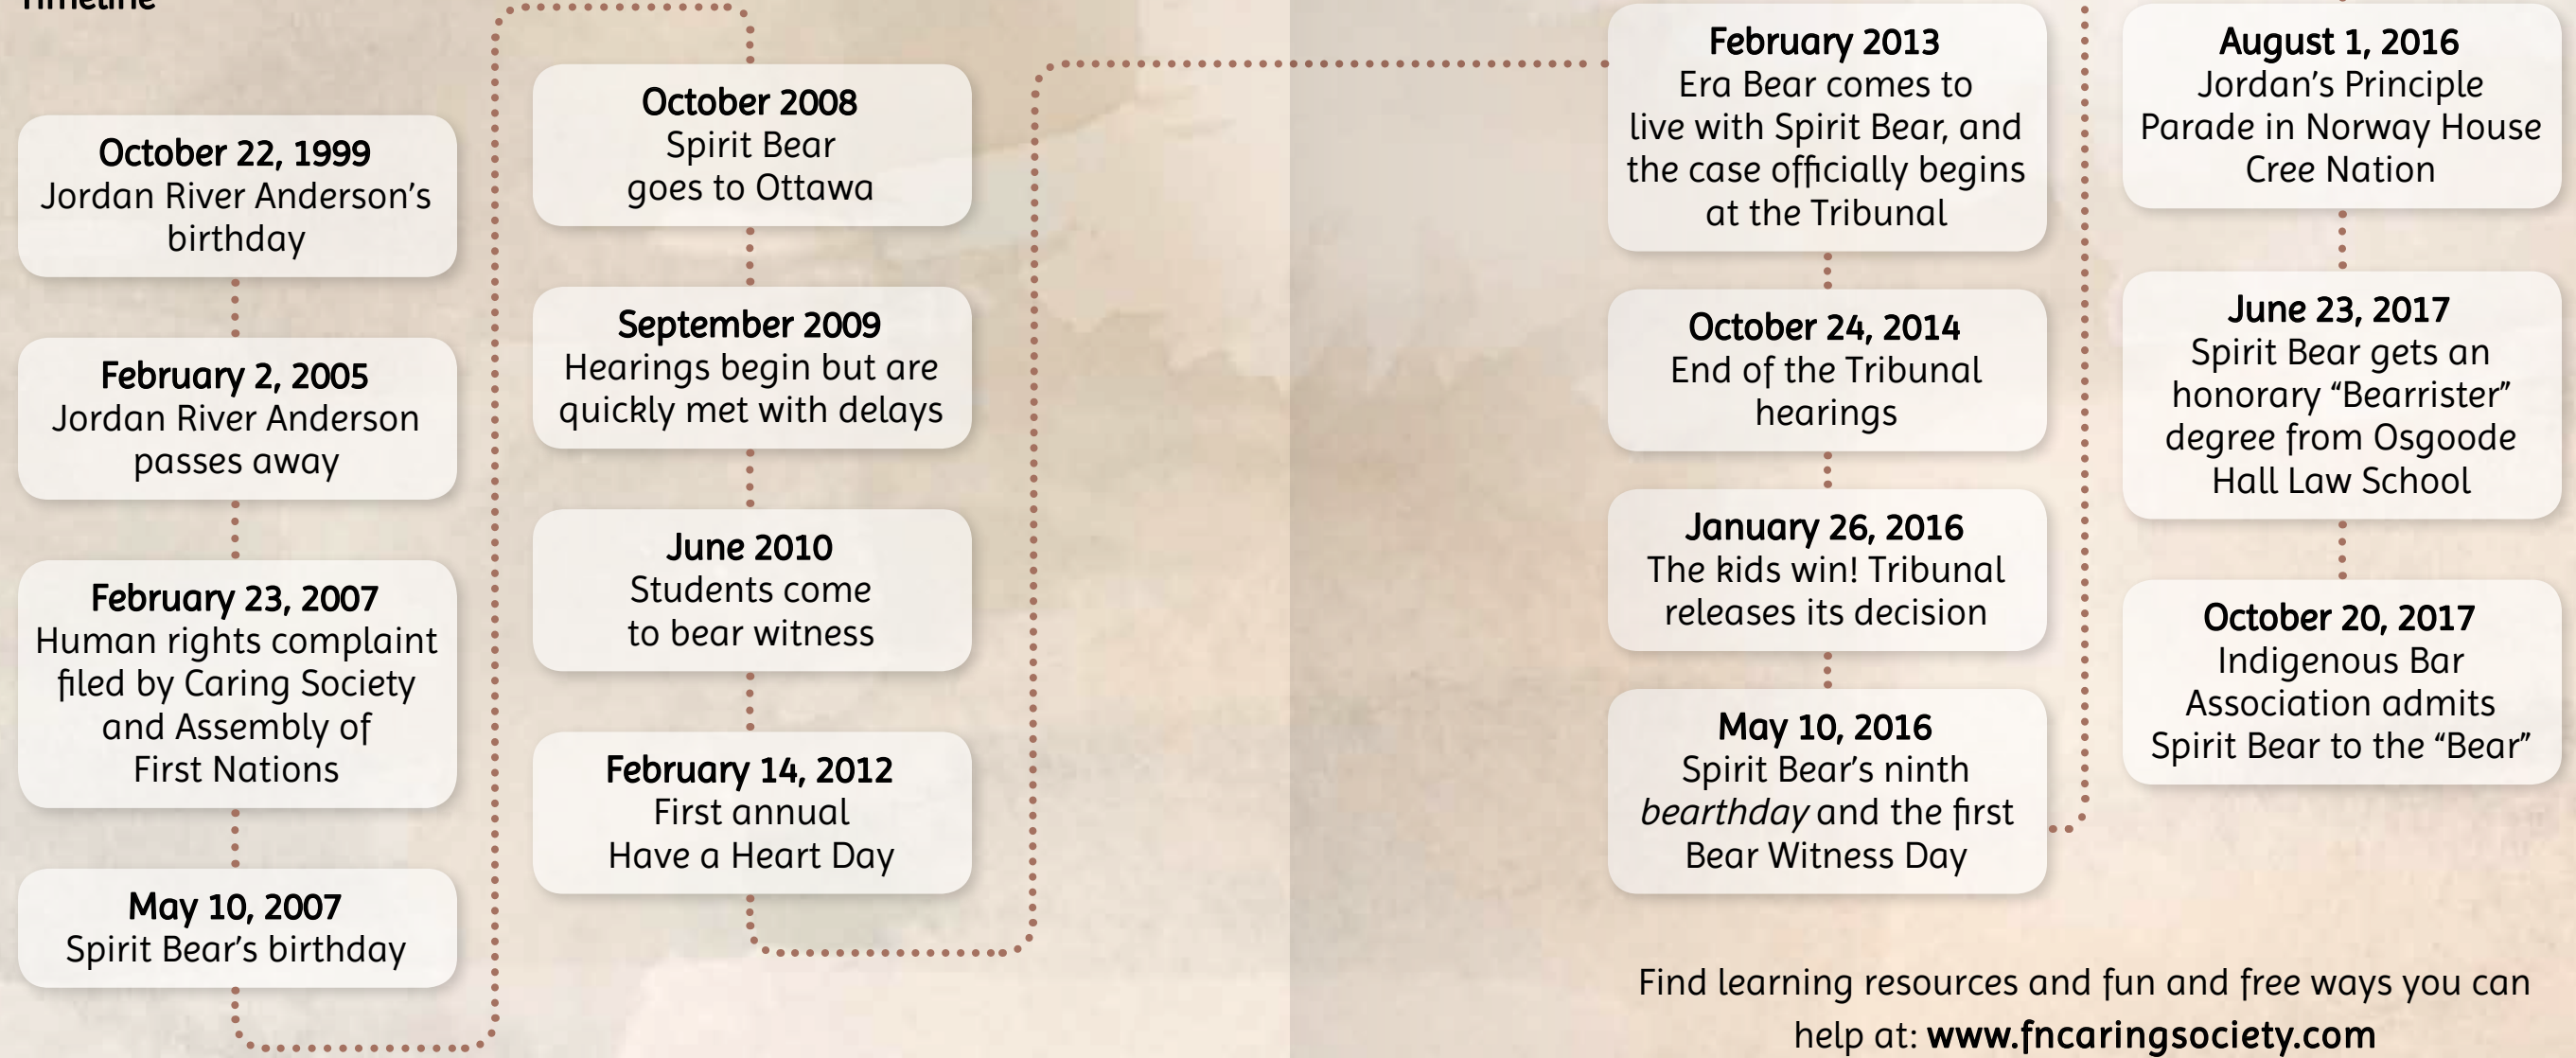 Timeline
October 22, 1999
Jordan River Anderson's
birthday
February 2, 2005
Jordan River Anderson
passes away
February 23, 2007
Human rights complaint
filed by Caring Society
and Assembly of
First Nations
May 10, 2007
Spirit Bear's birthday
October 2008
Spirit Bear
goes to Ottawa
September 2009
Hearings begin but are
quickly met with delays
June 2010
Students come
to bear witness
February 14, 2012
First annual
Have a Heart Day
February 2013
Era Bear comes to
live with Spirit Bear, and
the case officially begins
at the Tribunal
October 24, 2014
End of the Tribunal
hearings
January 26, 2016
The kids win! Tribunal
releases its decision
May 10, 2016
Spirit Bear's ninth
bearthday and the first
Bear Witness Day
August 1, 2016
Jordan's Principle
Parade in Norway House
Cree Nation
June 23, 2017
Spirit Bear gets an
honorary “Bearrister”
degree from Osgoode
Hall Law School
October 20, 2017
Indigenous Bar
Association admits
Spirit Bear to the “Bear”
Find learning resources and fun and free ways you can
help at: www.fncaringsociety.com